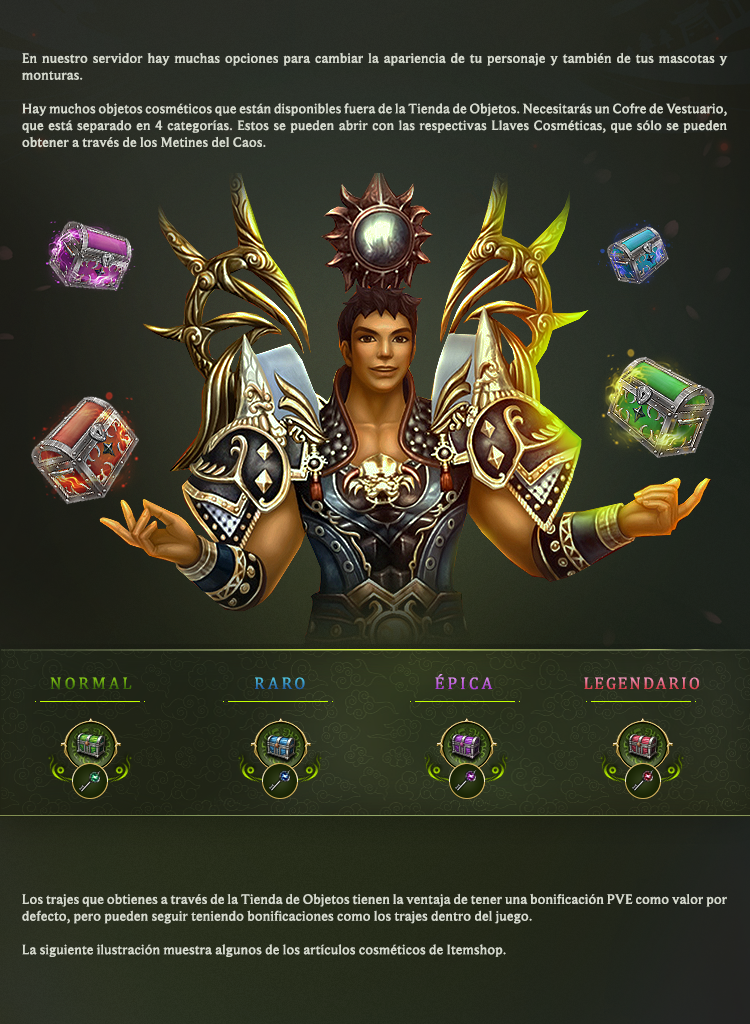 En nuestro servidor hay muchas opciones para cambiar la apariencia de tu personaje y también de tus mascotas y
monturas.
Hay muchos objetos cosméticos que están disponibles fuera de la Tienda de Objetos. Necesitarás un Cofre de Vestuario,
que está separado en 4 categorías. Estos se pueden abrir con las respectivas Llaves Cosméticas, que sólo se pueden
obtener a través de los Metines del Caos.
NORMAL
RARO
ÉPICA
LEGENDARIO
Los trajes que obtienes a través de la Tienda de Objetos tienen la ventaja de tener una bonificación PVE como valor por
defecto, pero pueden seguir teniendo bonificaciones como los trajes dentro del juego.
La siguiente ilustración muestra algunos de los artículos cosméticos de Itemshop.